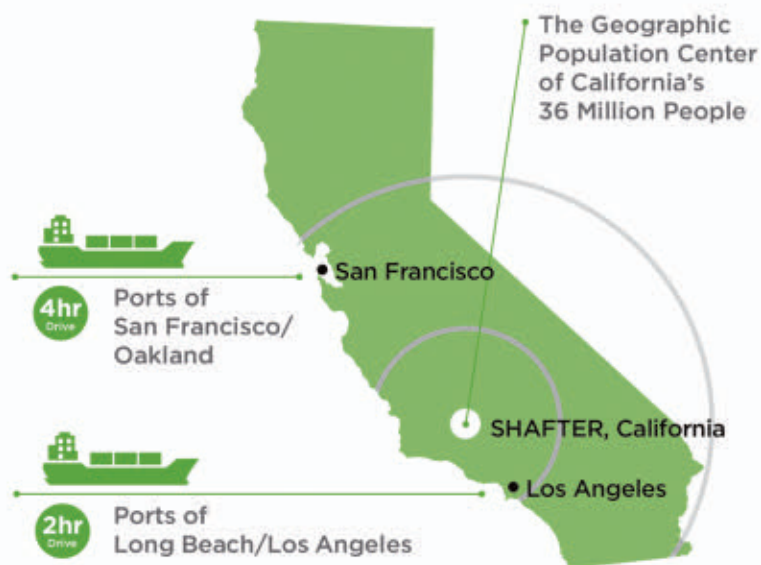 The Geographic
Population Center
of California's
36 Million People
San Francisco
4hr
Drive
Ports of
San Francisco/
Oakland
SHAFTER, California
Los Angeles
2hr
Drive
Ports of
Long Beach/Los Angeles